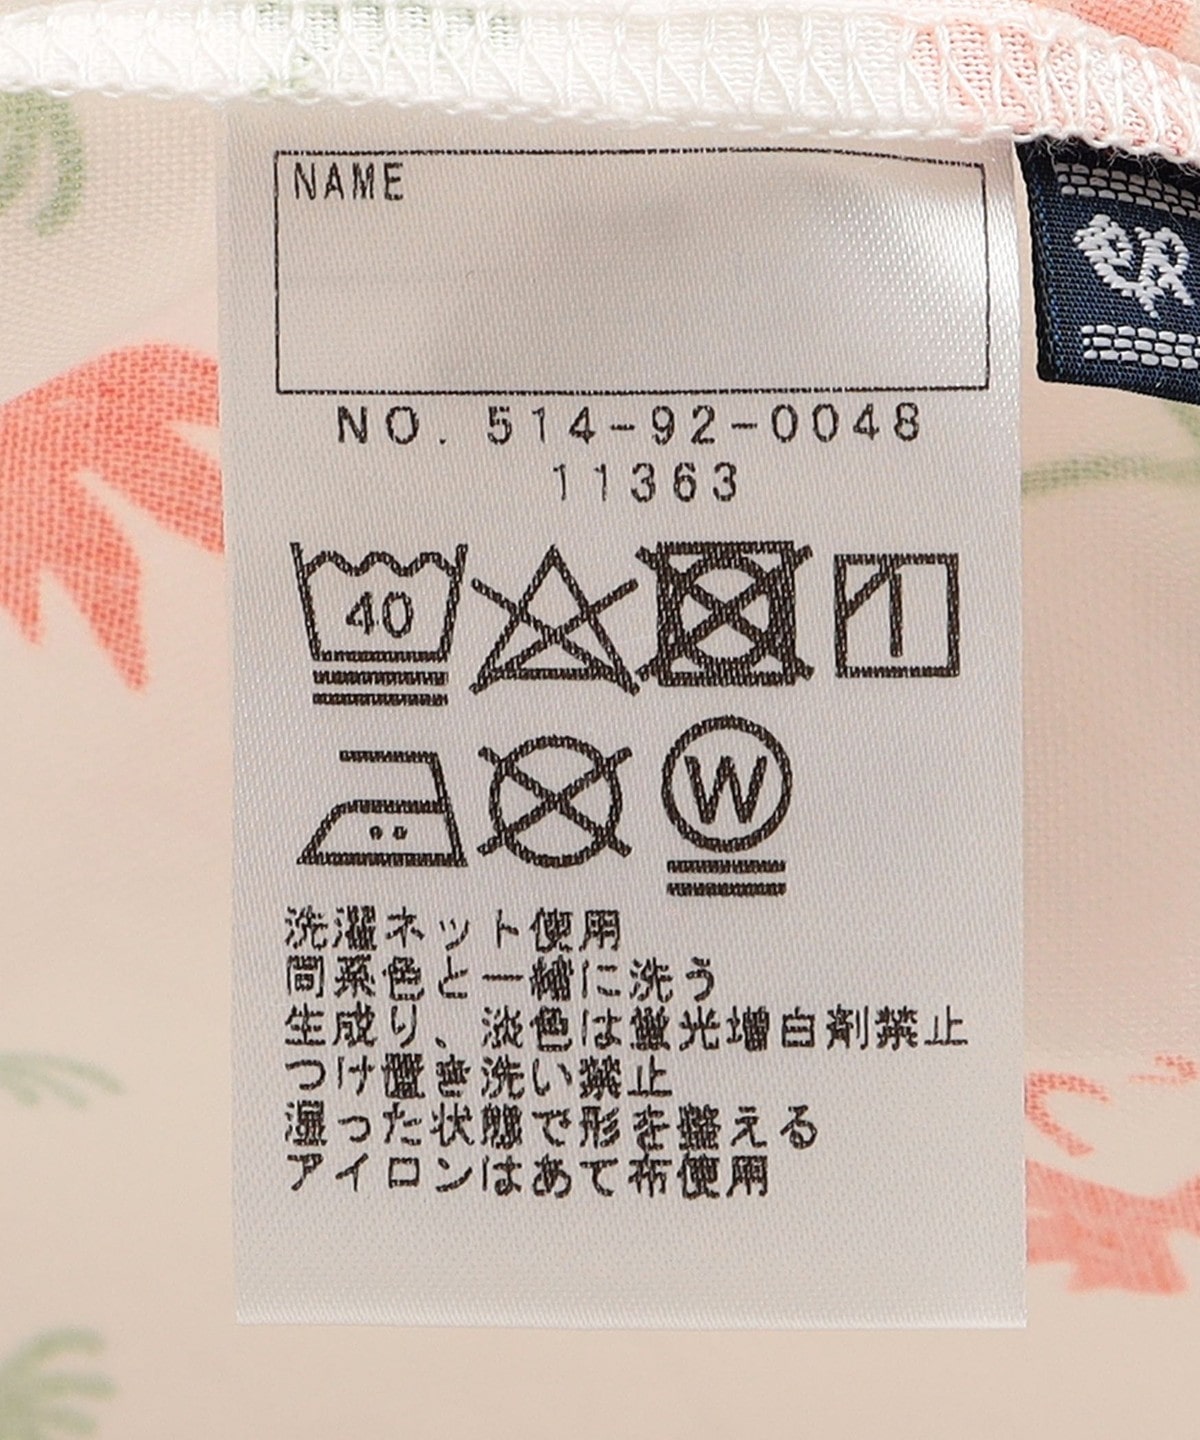 NAME
NO. 514-92-0048
11363
40
W
洗濯ネット使用
同系色と一緒に洗う
生成り、淡色は蛍光増白剤禁止
つけ置き洗い禁止
湿った状態で形を整える
アイロンはあて布使用